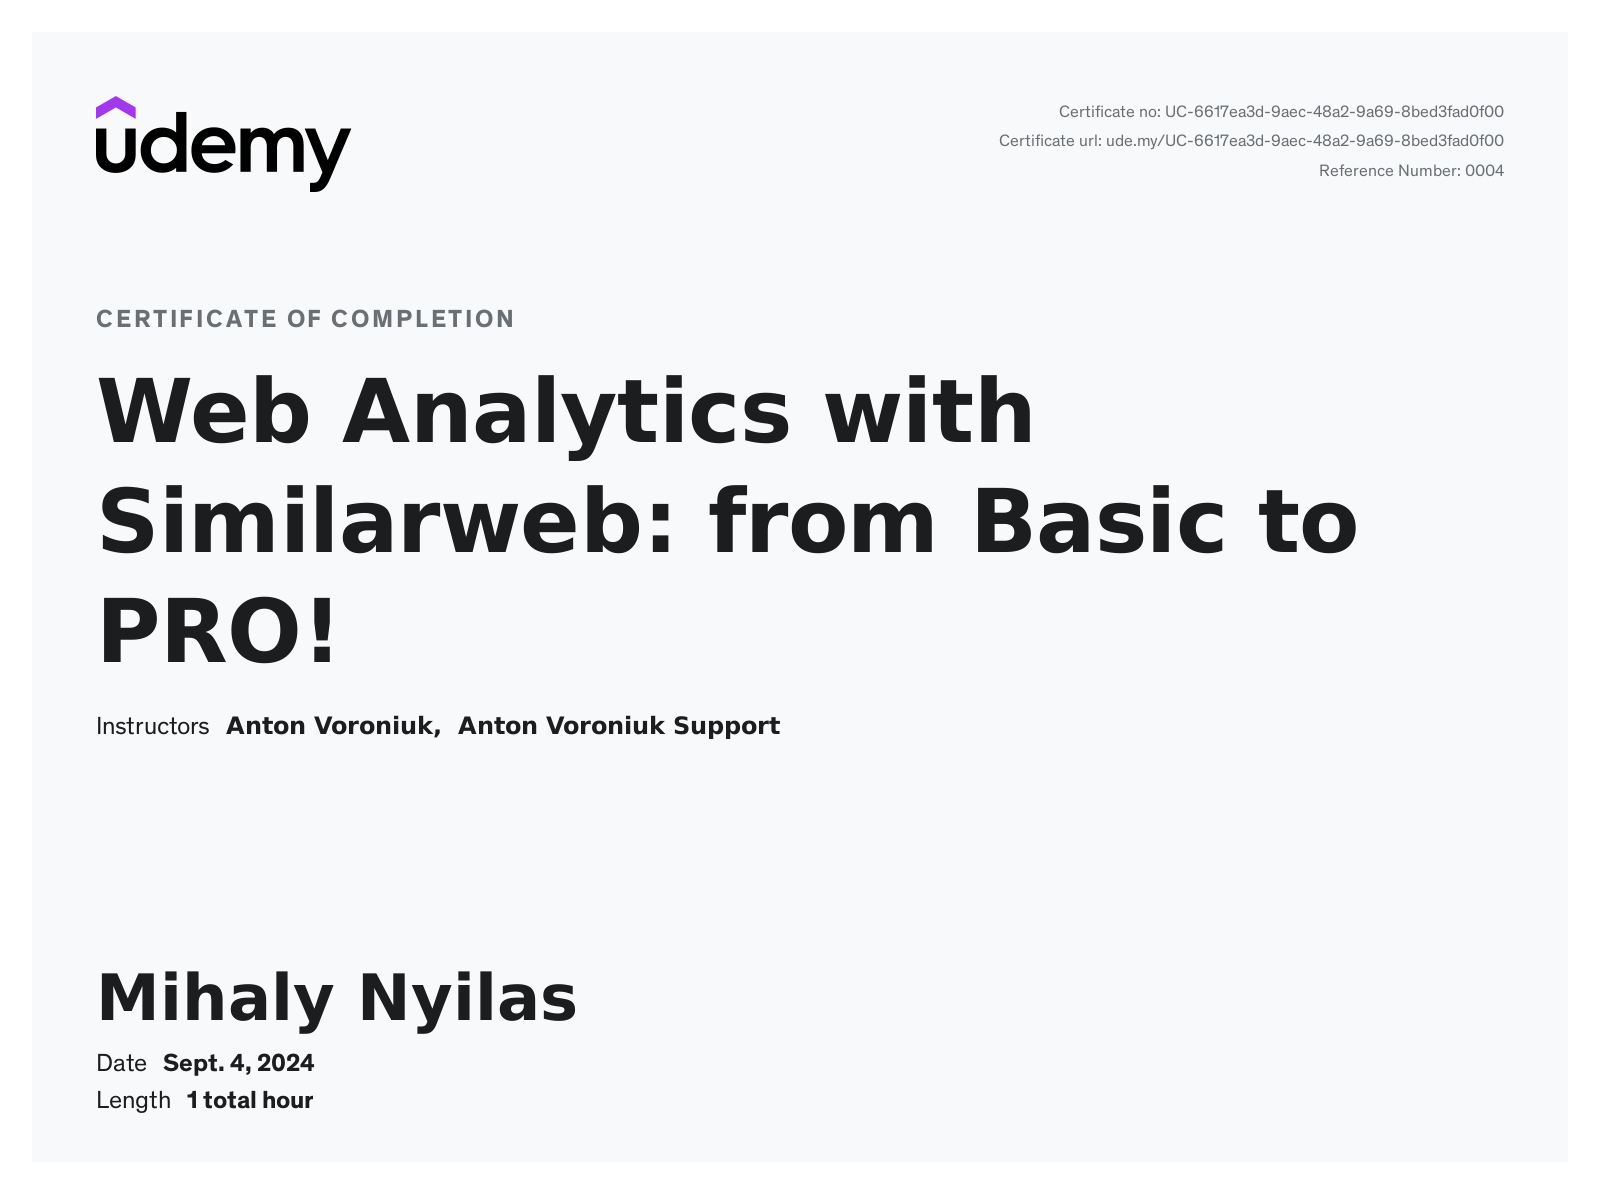 udemy
Certificate no: UC-6617ea3d-9aec-48a2-9a69-8bed3fad0f00
Certificate url: ude.my/UC-6617ea3d-9aec-48a2-9a69-8bed3fad0f00
Reference Number: 0004
CERTIFICATE OF COMPLETION
Web Analytics with
Similarweb: from Basic to
PRO!
Instructors Anton Voroniuk, Anton Voroniuk Support
Mihaly Nyilas
Date Sept. 4, 2024
Length 1 total hour